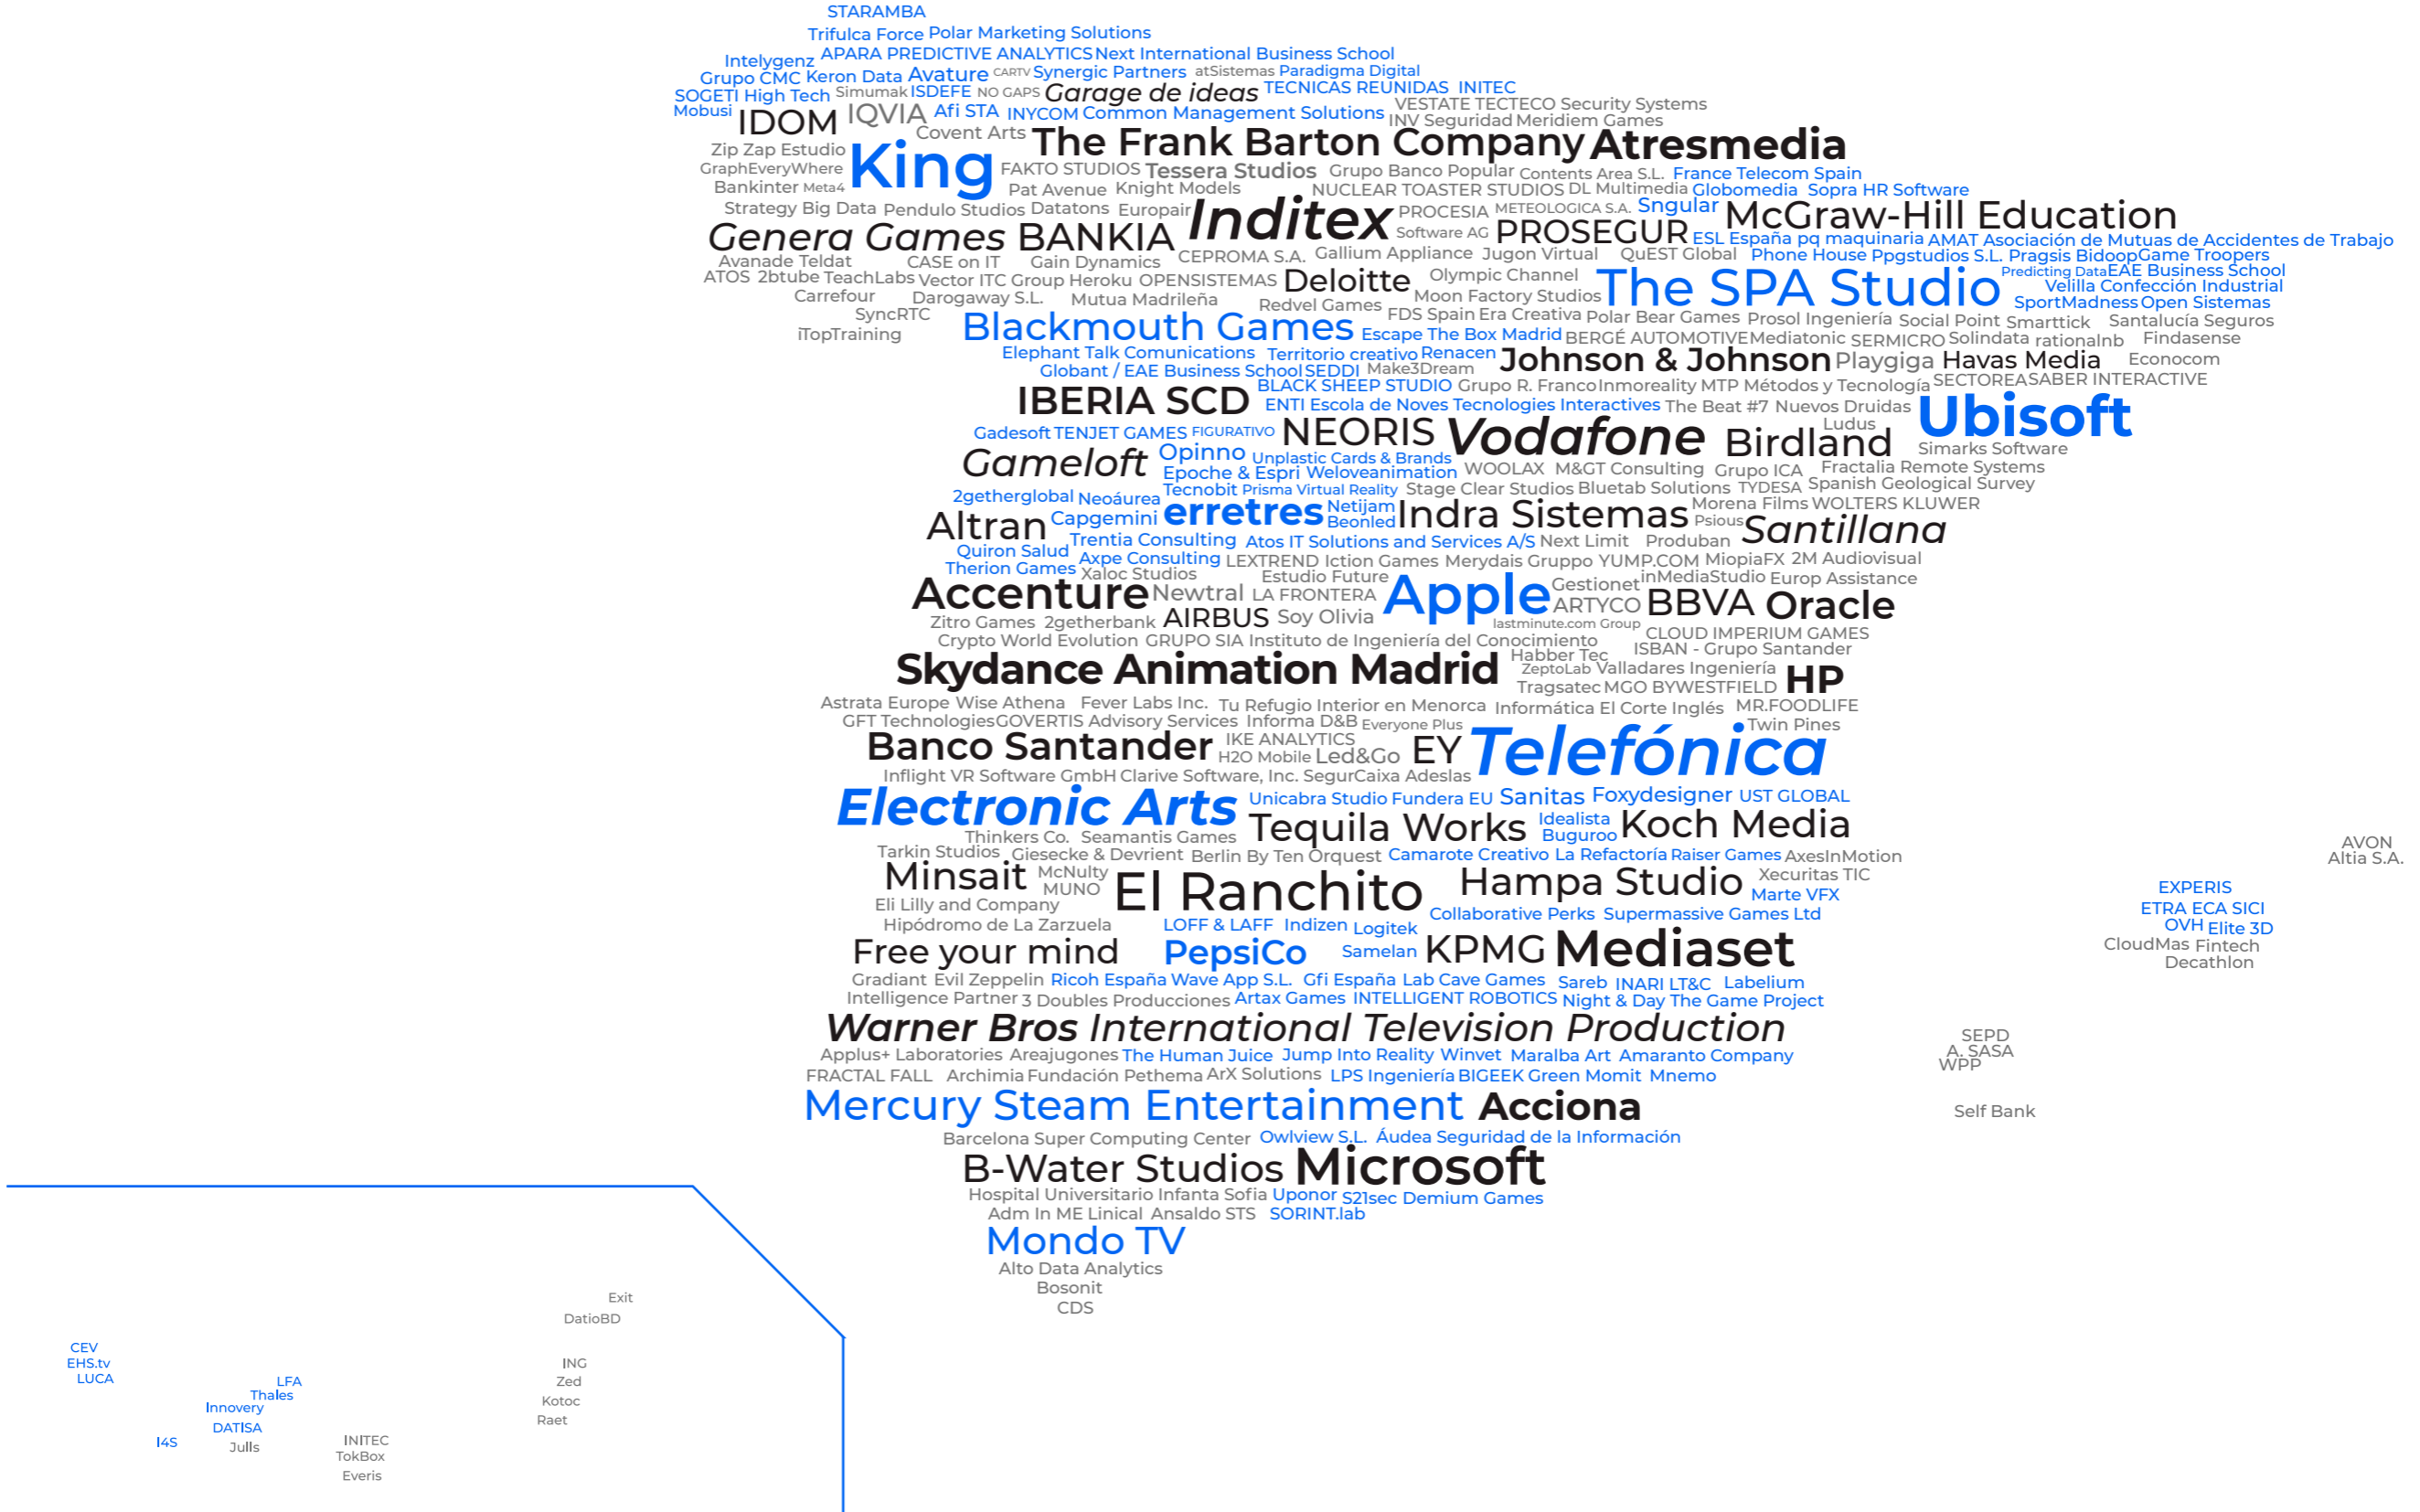 STARAMBA
Trifulca Force Polar Marketing Solutions
APARA PREDICTIVE ANALYTICS Next International Business School
Intelygenz
Grupo CMC Keron Data Avature CARTV Synergic Partners atSistemas Paradigma Digital
SOGETI High Tech Simumak ISDEFE NO GAPS Garage de ideas TECNICAS REUNIDAS INITEC
Mobusi IDOM IQVIA Afi STA INYCOM Common Management Solutions VESTATE TECTECO Security Systems
INV Seguridad Meridiem Games
Covent Arts The Frank Barton Company Atresmedia
Zip Zap Estudio
GraphEveryWhere King FAKTO STUDIOS Tessera Studios Grupo Banco Popular Contents Area S.L. France Telecom Spain
Bankinter Meta4 Pat Avenue Knight Models NUCLEAR TOASTER STUDIOS DL Multimedia Globomedia Sopra HR Software
Strategy Big Data Pendulo Studios Datatons Europair Inditex PROCESIA METEOLOGICA S.A. Sngular McGraw-Hill Education
Genera Games BANKIA Software AG PROSEGUR ESL España pq maquinaria AMAT Asociación de Mutuas de Accidentes de Trabajo
Avanade Teldat CASE on IT Gain Dynamics CEPROMA S.A. Gallium Appliance Jugon Virtual QuEST Global Phone House Ppgstudios S.L. Pragsis Bidoop Game Troopers
ATOS 2btube TeachLabs Vector ITC Group Heroku OPENSISTEMAS Deloitte Olympic Channel The SPA Studio Predicting Data EAE Business School
Carrefour Darogaway S.L. Mutua Madrileña Redvel Games Moon Factory Studios Velilla Confección Industrial
SportMadness Open Sistemas
SyncRTC FDS Spain Era Creativa Polar Bear Games Prosol Ingeniería Social Point Smarttick Santalucía Seguros
iTopTraining Blackmouth Games Escape The Box Madrid BERGÉ AUTOMOTIVE Mediatonic SERMICRO Solindata rationalnb Findasense
Elephant Talk Comunications Territorio creativo Renacen Johnson & Johnson Playgiga Havas Media Econocom
Globant / EAE Business School SEDDI Make3Dream
BLACK SHEEP STUDIO Grupo R. Franco Inmoreality MTP Métodos y Tecnología SECTOREA SABER INTERACTIVE
IBERIA SCD ENTI Escola de Noves Tecnologies Interactives The Beat #7 Nuevos Druidas Ubisoft
Gadesoft TENJET GAMES FIGURATIVO NEORIS Vodafone Birdland Ludus
Simarks Software
Gameloft Opinno Unplastic Cards & Brands
Epoche & Espri Weloveanimation WOOLAX M&GT Consulting Grupo ICA Fractalia Remote Systems
Tecnobit Prisma Virtual Reality Stage Clear Studios Bluetab Solutions TYDESA Spanish Geological Survey
2getherglobal Neoáurea Morena Films WOLTERS KLUWER
Altran Capgemini erretres Netijam Beonled Indra Sistemas Psious Santillana
Quiron Salud Trentia Consulting Atos IT Solutions and Services A/S Next Limit Produban
Therion Games Axpe Consulting LEXTREND Iction Games Merydais Gruppo YUMP.COM MiopiaFX 2M Audiovisual
Xaloc Studios Estudio Future inMediaStudio Europ Assistance
Accenture Newtral LA FRONTERA Apple Gestionet
ARTYCO BBVA Oracle
Zitro Games 2getherbank AIRBUS Soy Olivia lastminute.com Group
Crypto World Evolution GRUPO SIA Instituto de Ingeniería del Conocimiento CLOUD IMPERIUM GAMES
ISBAN - Grupo Santander
Skydance Animation Madrid Habber Tec
ZeptoLab Valladares Ingeniería
Tragsatec MGO BYWESTFIELD HP
Astrata Europe Wise Athena Fever Labs Inc. Tu Refugio Interior en Menorca Informática El Corte Inglés MR.FOODLIFE
GFT Technologies GOVERTIS Advisory Services Informa D&B Everyone Plus Twin Pines
Banco Santander IKE ANALYTICS
H2O Mobile Led&Go EY Telefónica
Inflight VR Software GmbH Clarive Software, Inc. SegurCaixa Adeslas
Electronic Arts Unicabra Studio Fundera EU Sanitas Foxydesigner UST GLOBAL
Thinkers Co. Seamantis Games Tequila Works Idealista Buguroo Koch Media
Tarkin Studios Giesecke & Devrient Berlin By Ten Orquest Camarote Creativo La Refactoría Raiser Games AxesInMotion
Minsait McNulty MUNO El Ranchito Hampa Studio Xecuritas TIC
Marte VFX
Eli Lilly and Company
Collaborative Perks Supermassive Games Ltd
Hipódromo de La Zarzuela LOFF & LAFF Indizen Logitek
Free your mind PepsiCo Samelan KPMG Mediaset
Gradiant Evil Zeppelin Ricoh España Wave App S.L. Gfi España Lab Cave Games Sareb INARI LT&C Labelium
Intelligence Partner 3 Doubles Producciones Artax Games INTELLIGENT ROBOTICS Night & Day The Game Project
Warner Bros International Television Production
Applus+ Laboratories Areajugones The Human Juice Jump Into Reality Winvet Maralba Art Amaranto Company
FRACTAL FALL Archimia Fundación Pethema ArX Solutions LPS Ingeniería BIGEEK Green Momit Mnemo
Mercury Steam Entertainment Acciona
Barcelona Super Computing Center Owlview S.L. Áudea Seguridad de la Información
B-Water Studios Microsoft
Hospital Universitario Infanta Sofia Uponor S21sec Demium Games
Adm In ME Linical Ansaldo STS SORINT.lab
Mondo TV
Alto Data Analytics
Bosonit
CDS
AVON
Altia S.A.
EXPERIS
ETRA ECA SICI
OVH Elite 3D
CloudMas Fintech
Decathlon
SEPD
A. SASA
WPP
Self Bank
Exit
DatioBD
ING
Zed
Kotoc
Raet
CEV
EHS.tv
LUCA
LFA
Thales
Innovery
DATISA
I4S
Julls
INITEC
TokBox
Everis